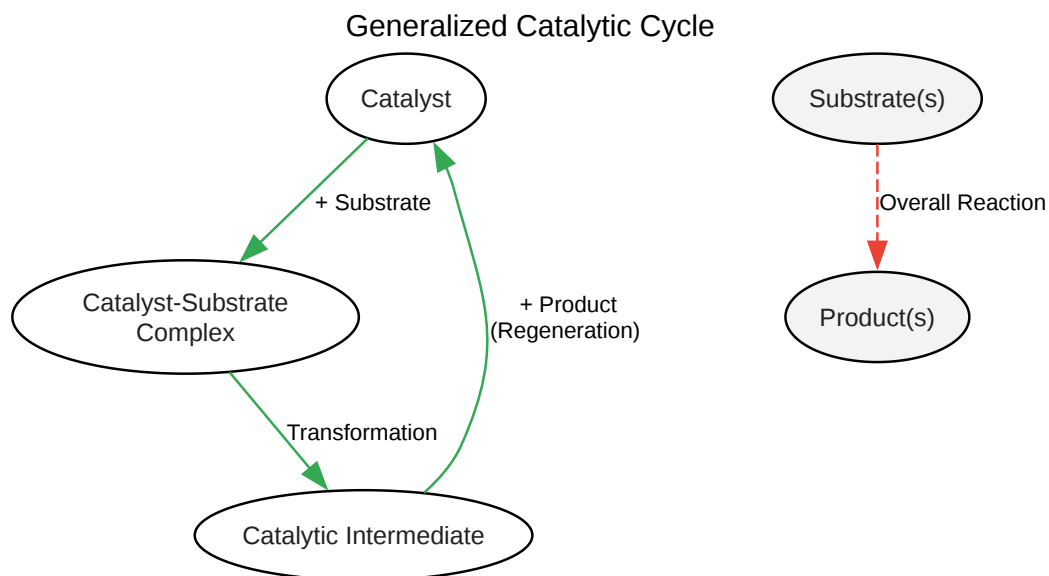 Generalized Catalytic Cycle
Catalyst
Substrate(s)
+ Substrate
Overall Reaction
Catalyst-Substrate
Complex
+ Product
(Regeneration)
Product(s)
Transformation
Catalytic Intermediate